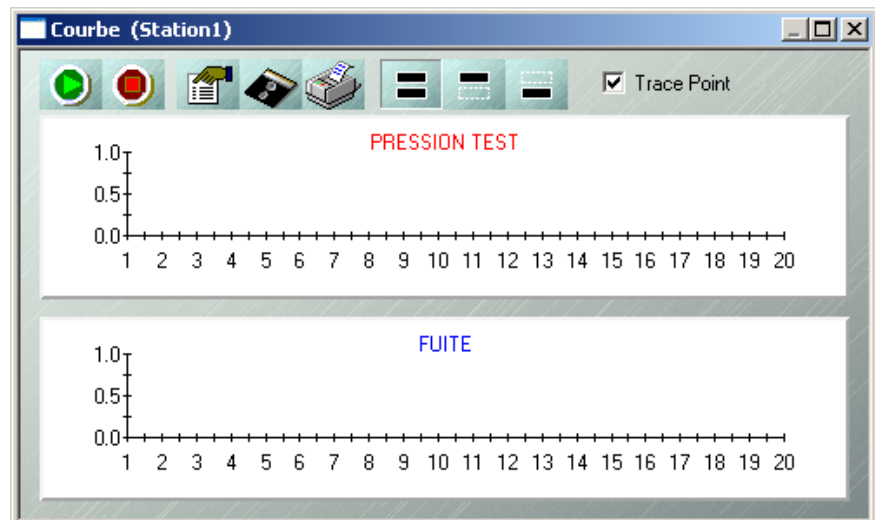 Courbe (Station1)
Trace Point
PRESSION TEST
1.0
0.5
0.0
1 2 3 4 5 6 7 8 9 10 11 12 13 14 15 16 17 18 19 20
FUITE
1.0
0.5
0.0
1 2 3 4 5 6 7 8 9 10 11 12 13 14 15 16 17 18 19 20